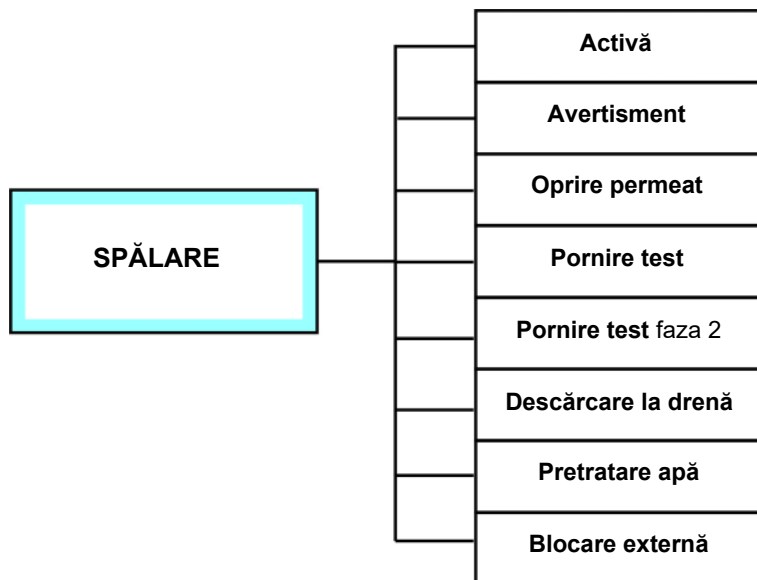 SPĂLARE
Activă
Avertisment
Oprire permeat
Pornire test
Pornire test faza 2
Descărcare la drenă
Pretratare apă
Blocare externă